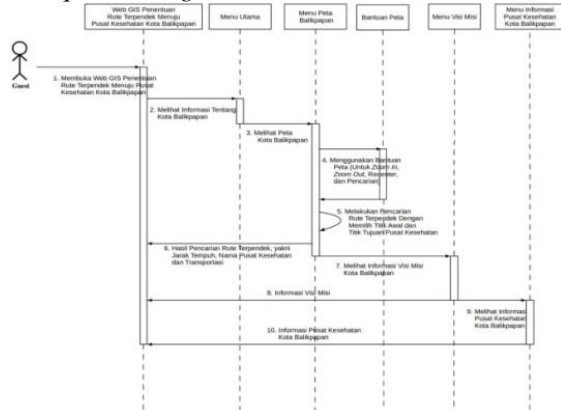 Web GIS Penentuan
Rute Terpendek Menuju
Pusat Kesehatan Kota Balikpapan
Menu Utama
Menu Peta
Balikpapan
Bantuan Peta
Menu Visi Misi
Menu Informasi
Pusat Kesehatan
Kota Balikpapan
Guest
1. Membuka Web GIS Penentuan
Rute Terpendek Menuju Pusat
Kesehatan Kota Balikpapan
2. Melihat Informasi Tentang
Kota Balikpapan
3. Melihat Peta
Kota Balikpapan
4. Menggunakan Bantuan
Peta (Untuk Zoom In,
Zoom Out, Recenter,
dan Pencarian)
5. Melakukan Pencarian
Rute Terpepdek Dengan
Memilih Titik Awal dan
Titik Tujuan/Pusat Kesehatan
6. Hasil Pencarian Rute Terpendek, yakni
Jarak Tempuh, Nama Pusat Kesehatan
dan Transportasi
7. Melihat Informasi Visi Misi
Kota Balikpapan
8. Informasi Visi Misi
9. Melihat Informasi
Pusat Kesehatan
Kota Balikpapan
10. Informasi Pusat Kesehatan
Kota Balikpapan